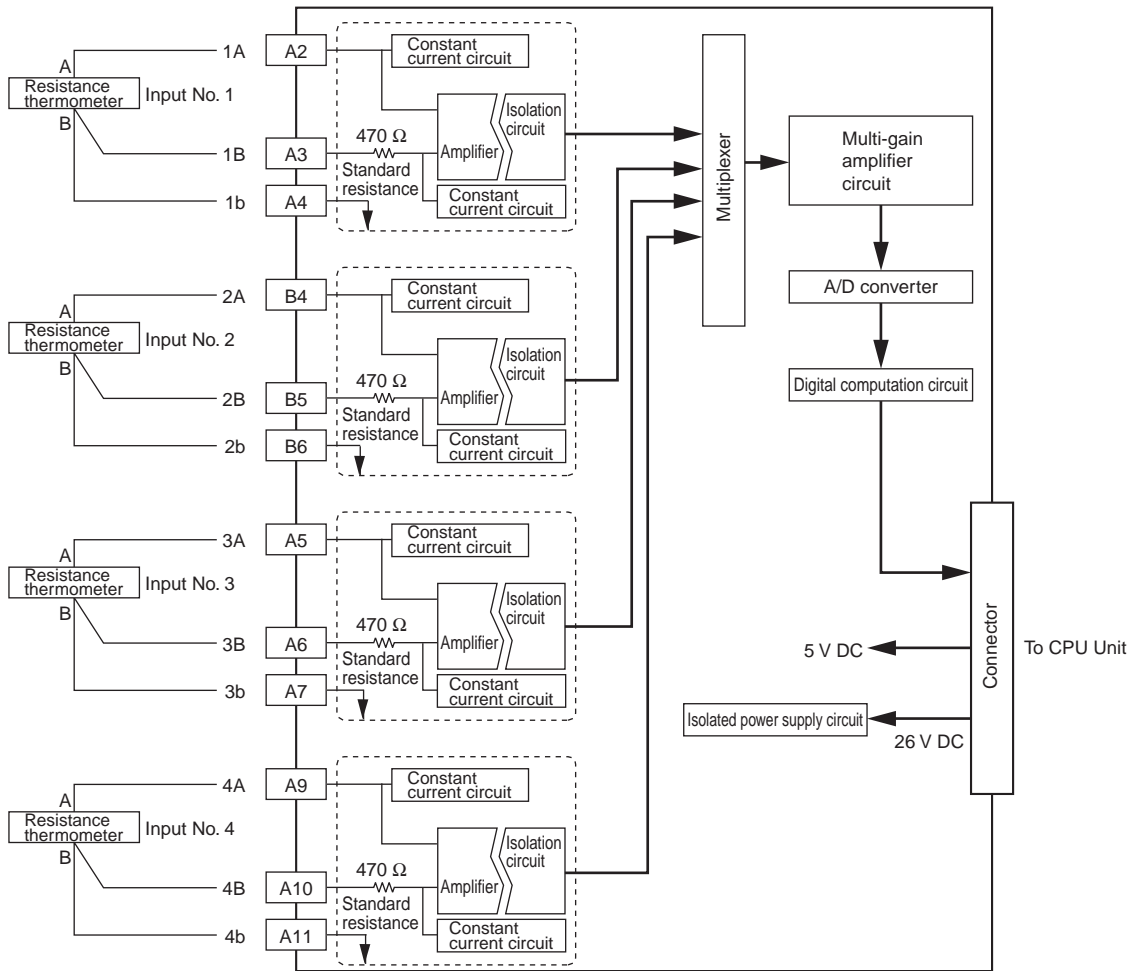 1A
A2
A
Resistance
thermometer
Input No. 1
B
1B
A3
1b
A4
Constant
current circuit
470 Ω
Standard
resistance
Amplifier
Isolation
circuit
Constant
current circuit
Multiplexer
Multi-gain
amplifier
circuit
A/D converter
Digital computation circuit
2A
B4
A
Resistance
thermometer
Input No. 2
B
2B
B5
2b
B6
Constant
current circuit
470 Ω
Standard
resistance
Amplifier
Isolation
circuit
Constant
current circuit
3A
A5
A
Resistance
thermometer
Input No. 3
B
3B
A6
3b
A7
Constant
current circuit
470 Ω
Standard
resistance
Amplifier
Isolation
circuit
Constant
current circuit
Connector
To CPU Unit
5 V DC
Isolated power supply circuit
26 V DC
4A
A9
A
Resistance
thermometer
Input No. 4
B
4B
A10
4b
A11
Constant
current circuit
470 Ω
Standard
resistance
Amplifier
Isolation
circuit
Constant
current circuit